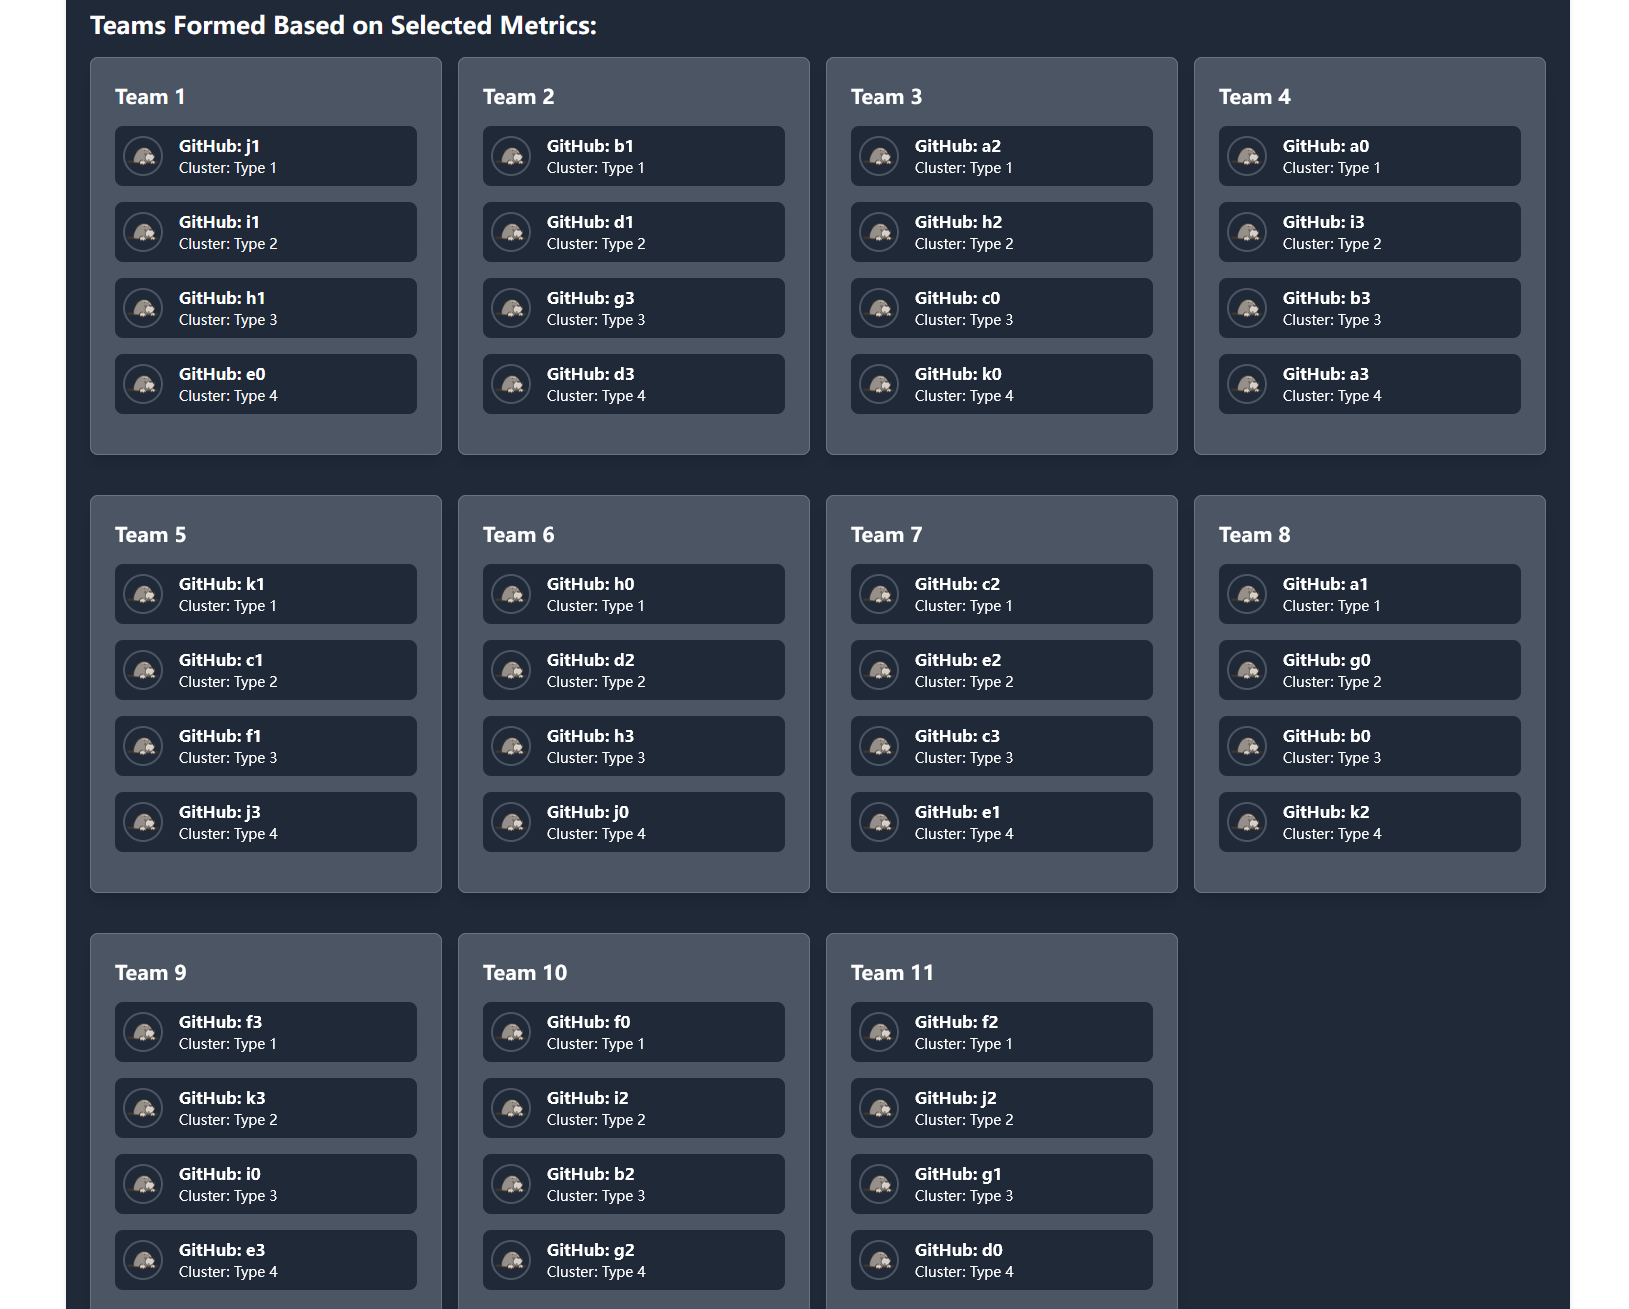 Teams Formed Based on Selected Metrics:
Team 1
GitHub: j1
Cluster: Type 1
GitHub: i1
Cluster: Type 2
GitHub: h1
Cluster: Type 3
GitHub: e0
Cluster: Type 4
Team 2
GitHub: b1
Cluster: Type 1
GitHub: d1
Cluster: Type 2
GitHub: g3
Cluster: Type 3
GitHub: d3
Cluster: Type 4
Team 3
GitHub: a2
Cluster: Type 1
GitHub: h2
Cluster: Type 2
GitHub: c0
Cluster: Type 3
GitHub: k0
Cluster: Type 4
Team 4
GitHub: a0
Cluster: Type 1
GitHub: i3
Cluster: Type 2
GitHub: b3
Cluster: Type 3
GitHub: a3
Cluster: Type 4
Team 5
GitHub: k1
Cluster: Type 1
GitHub: c1
Cluster: Type 2
GitHub: f1
Cluster: Type 3
GitHub: j3
Cluster: Type 4
Team 6
GitHub: h0
Cluster: Type 1
GitHub: d2
Cluster: Type 2
GitHub: h3
Cluster: Type 3
GitHub: j0
Cluster: Type 4
Team 7
GitHub: c2
Cluster: Type 1
GitHub: e2
Cluster: Type 2
GitHub: c3
Cluster: Type 3
GitHub: e1
Cluster: Type 4
Team 8
GitHub: a1
Cluster: Type 1
GitHub: g0
Cluster: Type 2
GitHub: b0
Cluster: Type 3
GitHub: k2
Cluster: Type 4
Team 9
GitHub: f3
Cluster: Type 1
GitHub: k3
Cluster: Type 2
GitHub: i0
Cluster: Type 3
GitHub: e3
Cluster: Type 4
Team 10
GitHub: f0
Cluster: Type 1
GitHub: i2
Cluster: Type 2
GitHub: b2
Cluster: Type 3
GitHub: g2
Cluster: Type 4
Team 11
GitHub: f2
Cluster: Type 1
GitHub: j2
Cluster: Type 2
GitHub: g1
Cluster: Type 3
GitHub: d0
Cluster: Type 4